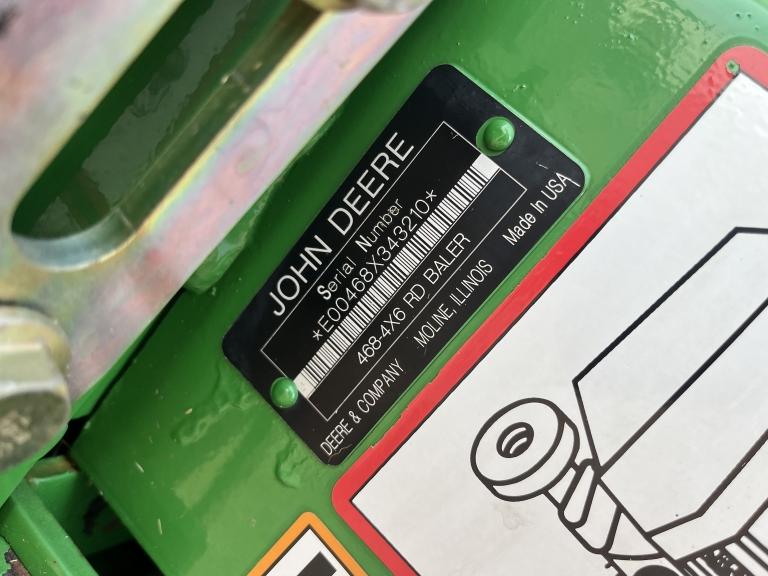 JOHN DEERE
Serial Number
*E00468X343210*
468-4X6 RD BALER
DEERE & COMPANY MOLINE, ILLINOIS Made In USA